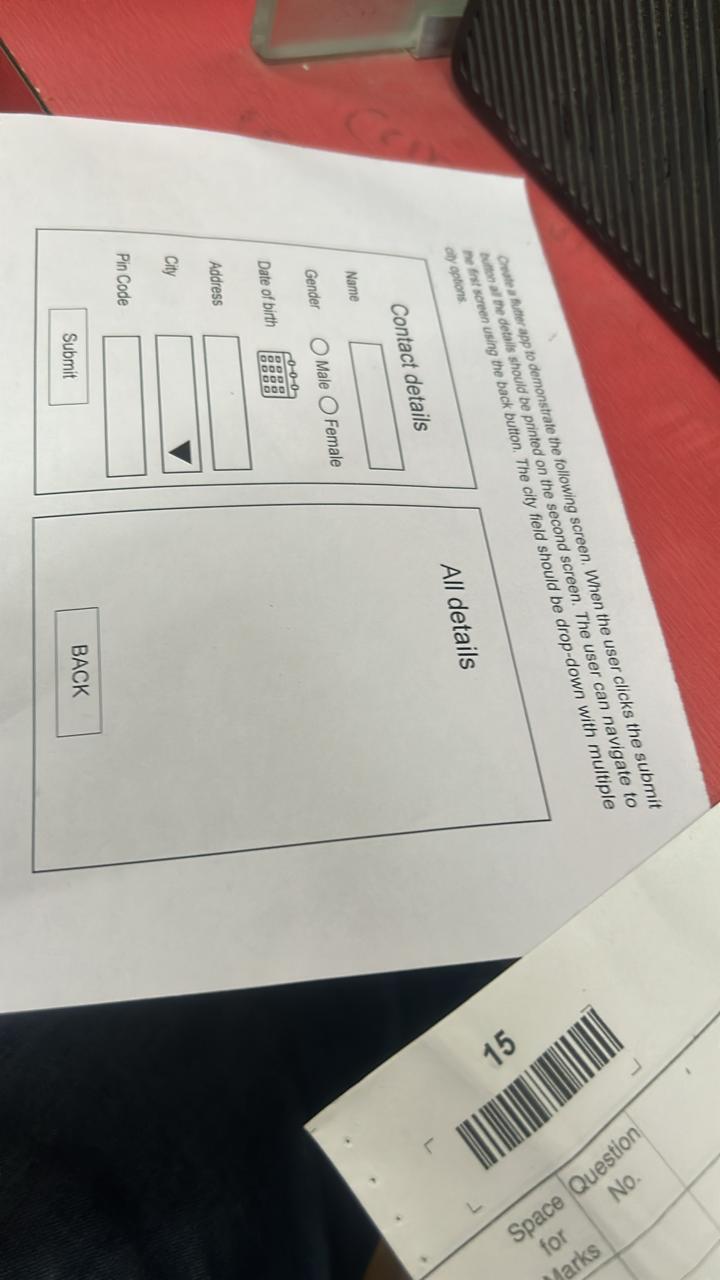 Create a flutter app to demonstrate the following screen. When the user clicks the submit
button all the details should be printed on the second screen. The user can navigate to
the first screen using the back button. The city field should be drop-down with multiple
city options.
Contact details
Name
Gender Male Female
Date of birth
Address
City
Pin Code
Submit
All details
BACK
15
Question
No.
Space
for
Marks